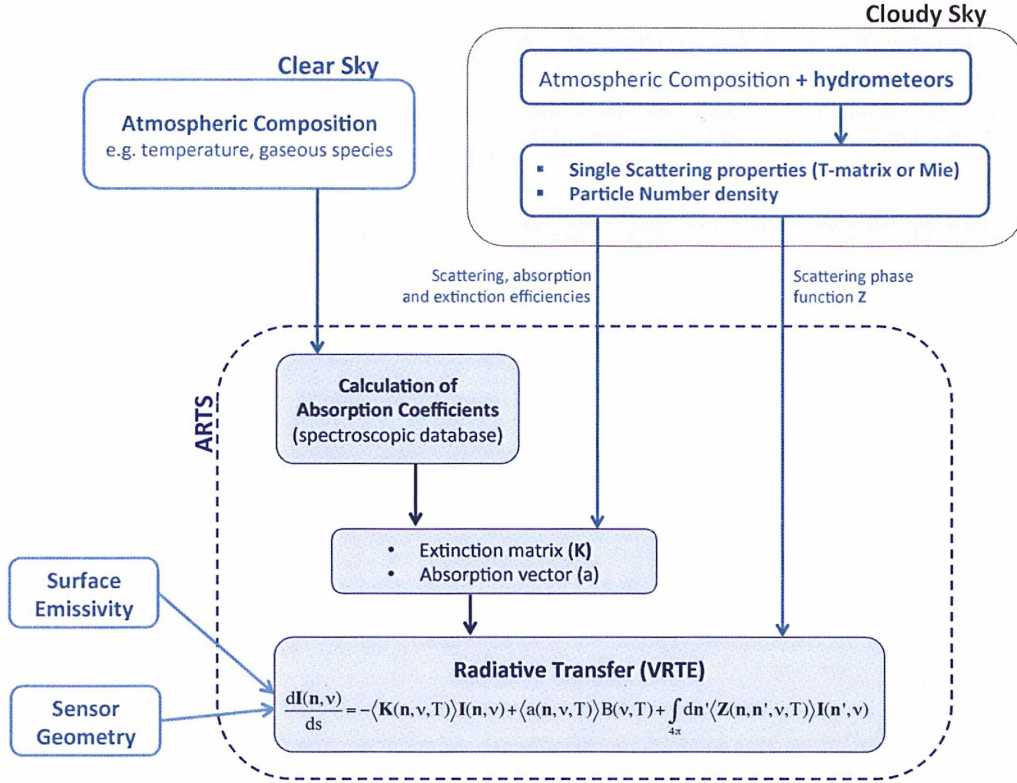 Cloudy Sky
Clear Sky
Atmospheric Composition + hydrometeors
Atmospheric Composition
e.g. temperature, gaseous species
▪ Single Scattering properties (T-matrix or Mie)
▪ Particle Number density
Scattering, absorption
and extinction efficiencies
Scattering phase
function Z
ARTS
Calculation of
Absorption Coefficients
(spectroscopic database)
• Extinction matrix (K)
• Absorption vector (a)
Surface
Emissivity
Sensor
Geometry
Radiative Transfer (VRTE)
dI(n,ν)/ds = −⟨K(n,ν,T)⟩I(n,ν)+⟨a(n,ν,T)⟩B(ν,T)+∫4π dn'⟨Z(n,n',ν,T)⟩I(n',ν)